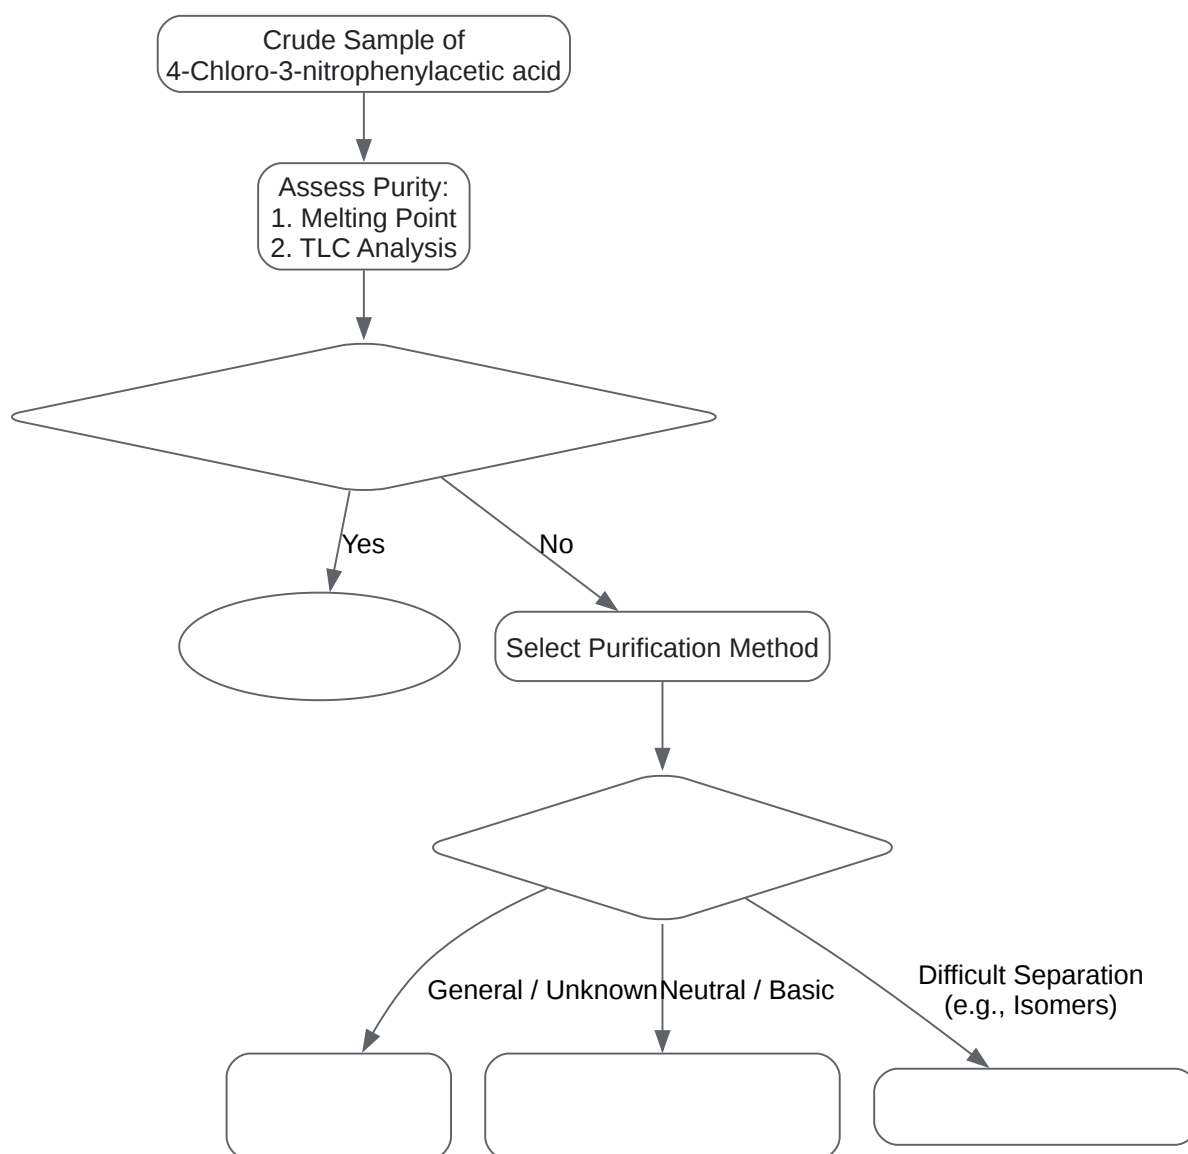 Crude Sample of
4-Chloro-3-nitrophenylacetic acid
Assess Purity:
1. Melting Point
2. TLC Analysis
Yes
No
Select Purification Method
General / Unknown
Neutral / Basic
Difficult Separation
(e.g., Isomers)